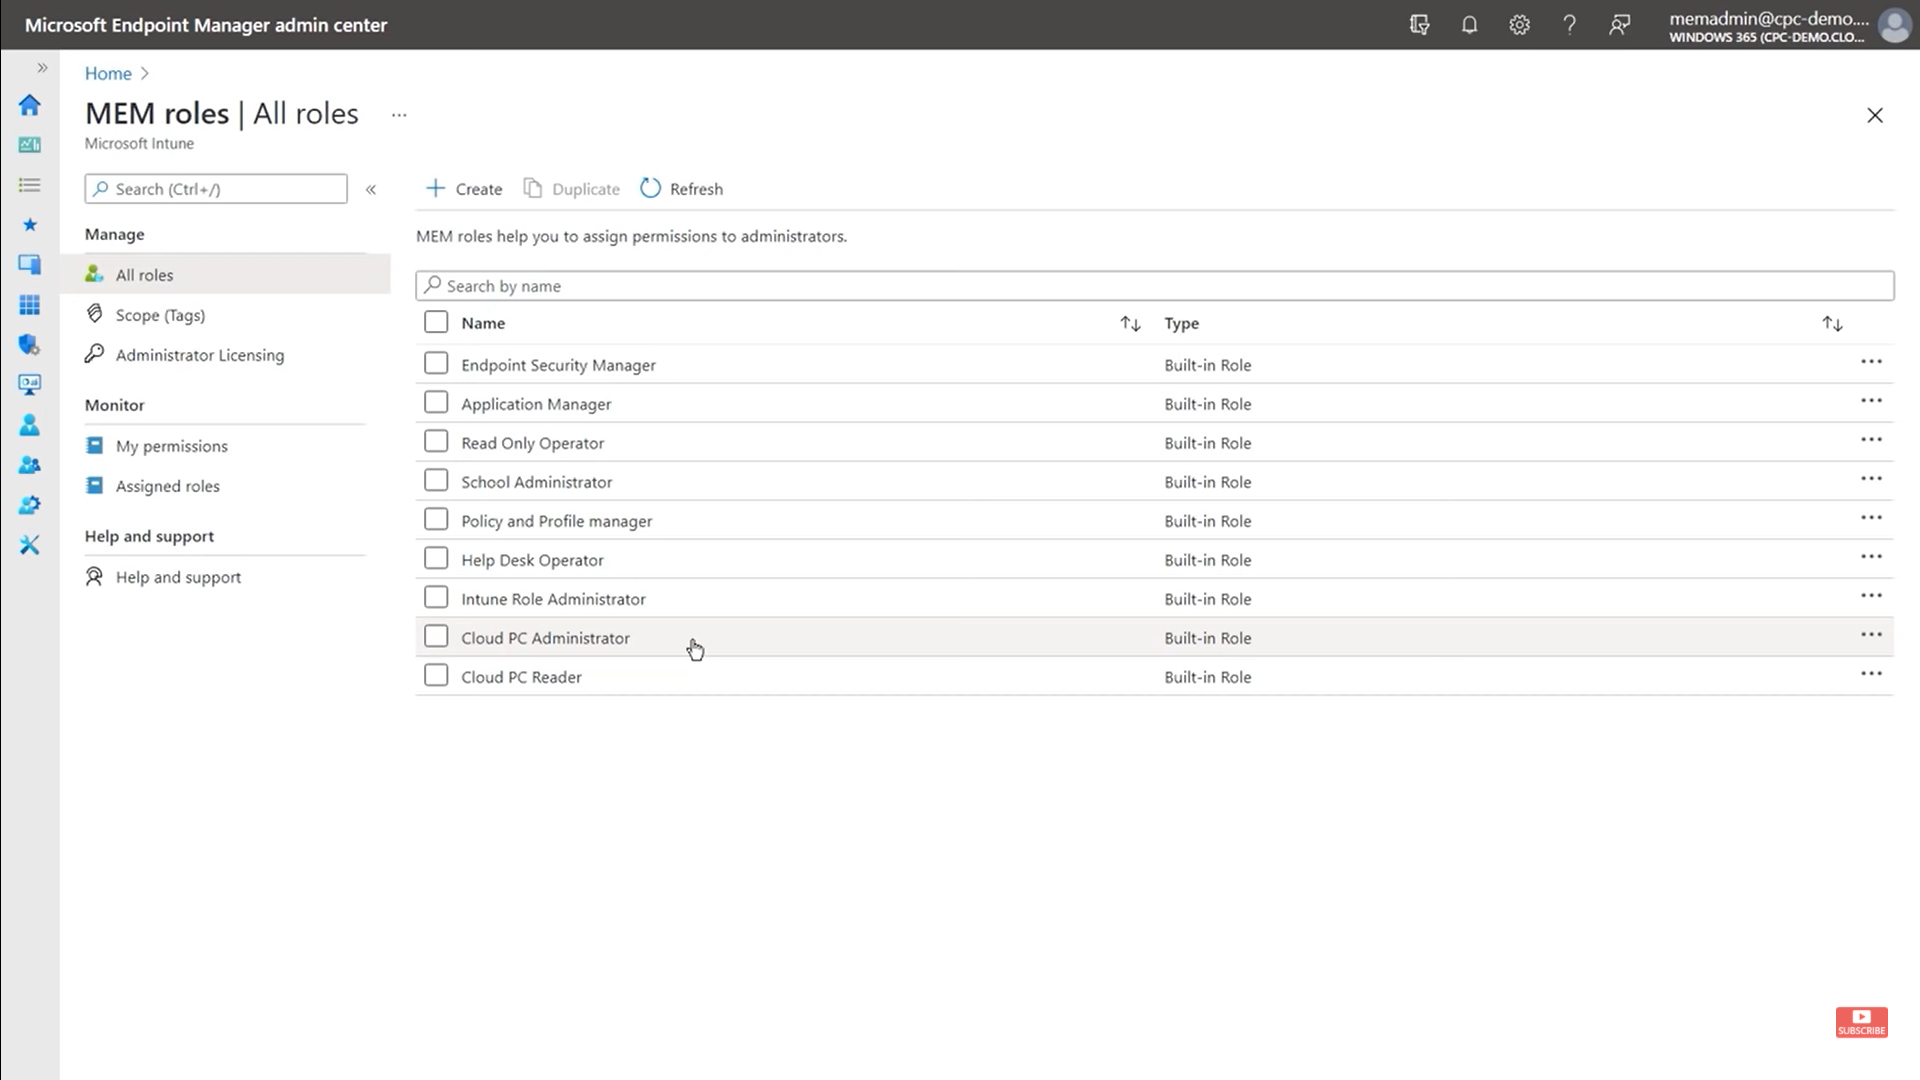 Microsoft Endpoint Manager admin center
memadmin@cpc-demo....
WINDOWS 365 (CPC-DEMO.CLO...
Home
MEM roles | All roles
Microsoft Intune
Search (Ctrl+/)
Manage
All roles
Scope (Tags)
Administrator Licensing
Monitor
My permissions
Assigned roles
Help and support
Help and support
Create Duplicate Refresh
MEM roles help you to assign permissions to administrators.
Search by name
Name Type
Endpoint Security Manager Built-in Role
Application Manager Built-in Role
Read Only Operator Built-in Role
School Administrator Built-in Role
Policy and Profile manager Built-in Role
Help Desk Operator Built-in Role
Intune Role Administrator Built-in Role
Cloud PC Administrator Built-in Role
Cloud PC Reader Built-in Role
SUBSCRIBE